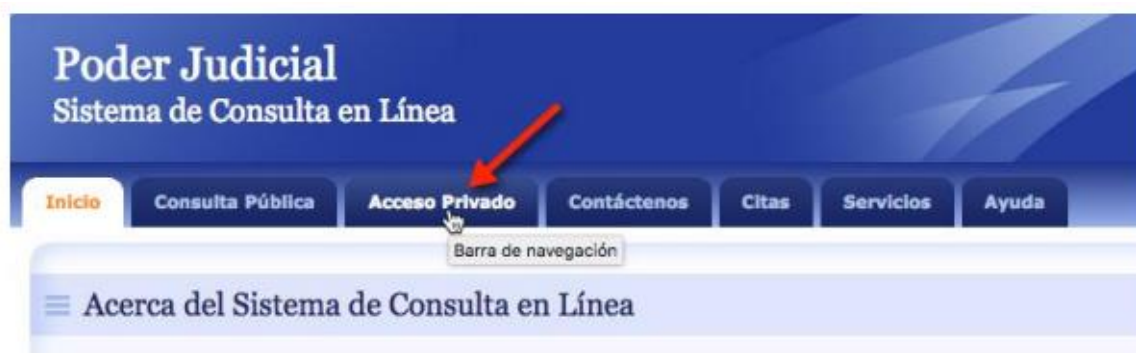 Poder Judicial
Sistema de Consulta en Línea
Inicio Consulta Pública Acceso Privado Contáctenos Citas Servicios Ayuda
Barra de navegación
Acerca del Sistema de Consulta en Línea